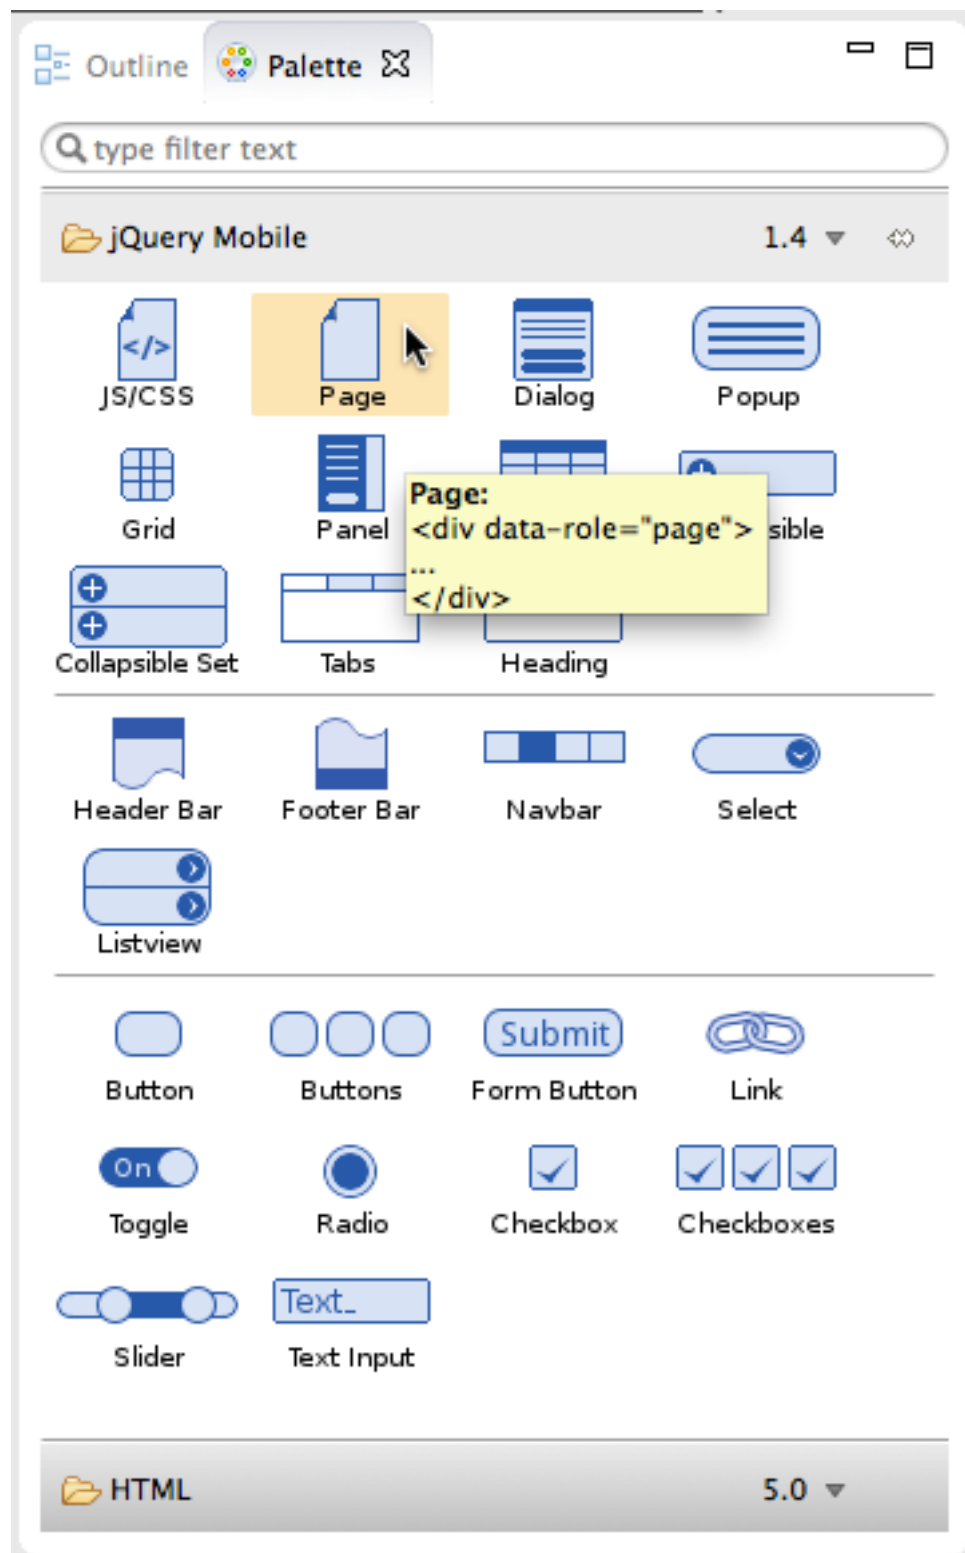 Outline Palette
type filter text
jQuery Mobile 1.4
</>
JS/CSS Page Dialog Popup
Grid Panel sible
Page:
<div data-role="page">
...
</div>
Collapsible Set Tabs Heading
Header Bar Footer Bar Navbar Select
Listview
Submit
Button Buttons Form Button Link
On
Toggle Radio Checkbox Checkboxes
Text_
Slider Text Input
HTML 5.0